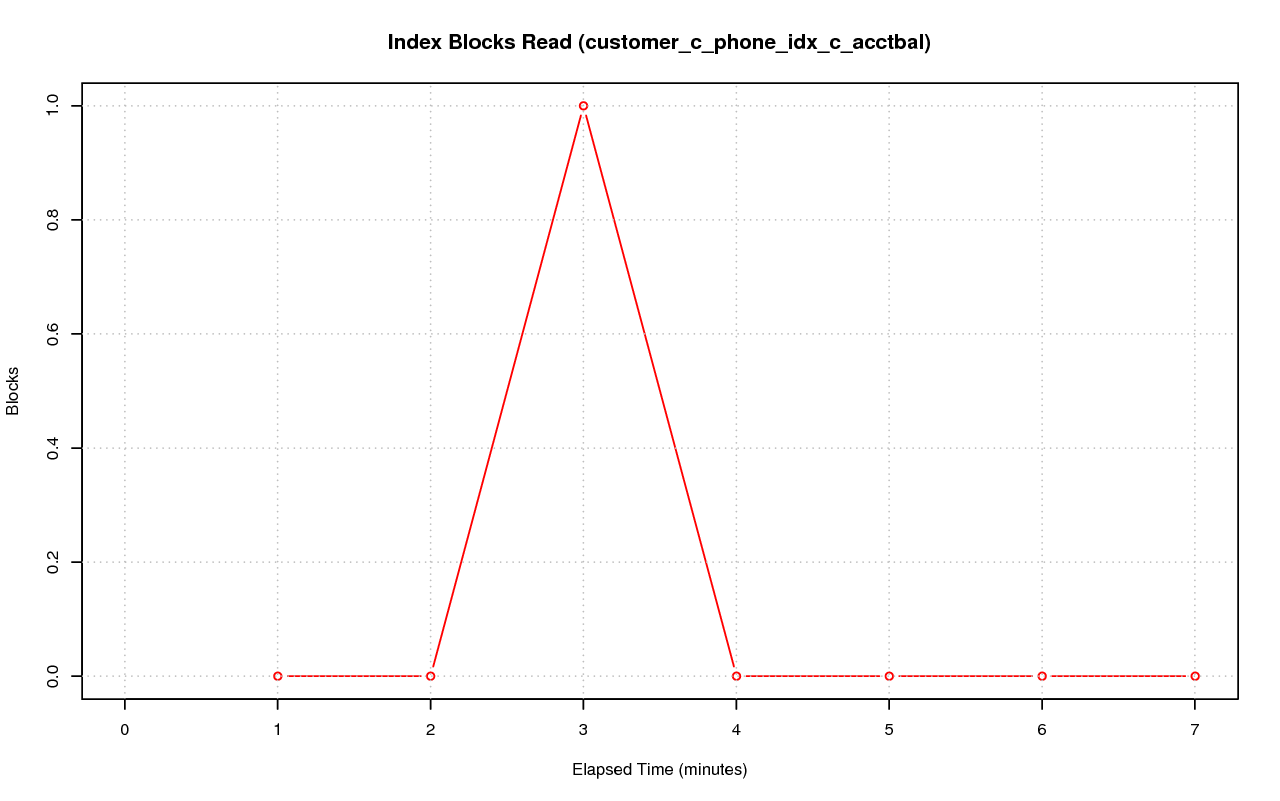 Index Blocks Read (customer_c_phone_idx_c_acctbal)
1.0
0.8
0.6
0.4
0.2
0.0
Blocks
0 1 2 3 4 5 6 7
Elapsed Time (minutes)